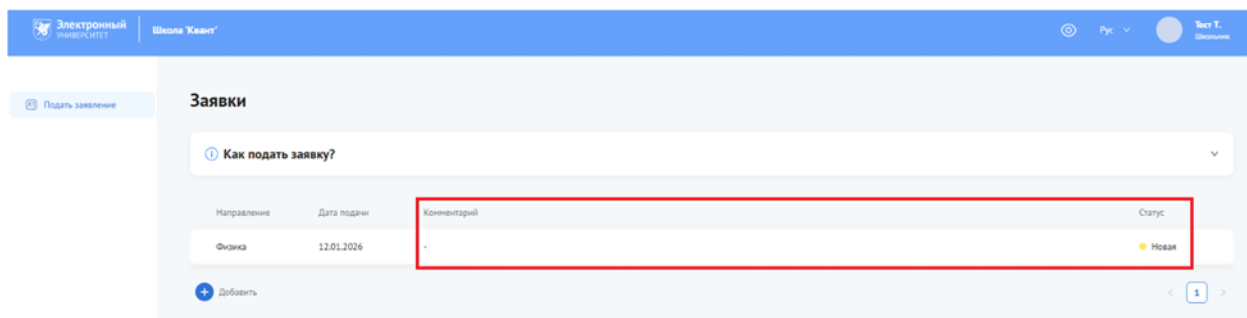 Электронный
УНИВЕРСИТЕТ
Школа 'Квант'
Рус
Тест Т.
Школьник
Подать заявление
Заявки
Как подать заявку?
Направление Дата подачи Комментарий Статус
Физика 12.01.2026 - Новая
Добавить
1